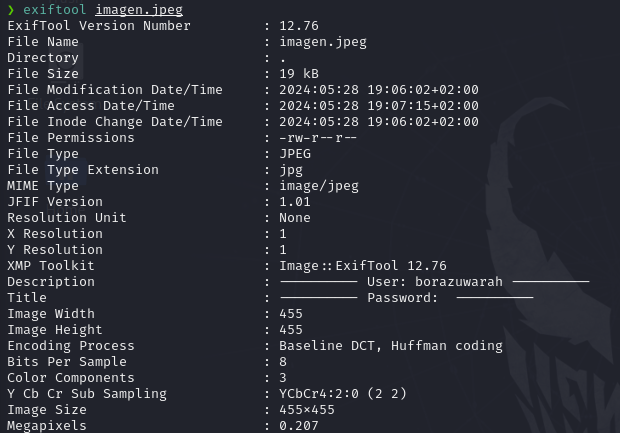 ❯ exiftool imagen.jpeg
ExifTool Version Number         : 12.76
File Name                       : imagen.jpeg
Directory                       : .
File Size                       : 19 kB
File Modification Date/Time     : 2024:05:28 19:06:02+02:00
File Access Date/Time           : 2024:05:28 19:07:15+02:00
File Inode Change Date/Time     : 2024:05:28 19:06:02+02:00
File Permissions                : -rw-r--r--
File Type                       : JPEG
File Type Extension             : jpg
MIME Type                       : image/jpeg
JFIF Version                    : 1.01
Resolution Unit                 : None
X Resolution                    : 1
Y Resolution                    : 1
XMP Toolkit                     : Image::ExifTool 12.76
Description                     : ---------- User: borazuwarah ----------
Title                           : ---------- Password:  ----------
Image Width                     : 455
Image Height                    : 455
Encoding Process                : Baseline DCT, Huffman coding
Bits Per Sample                 : 8
Color Components                : 3
Y Cb Cr Sub Sampling            : YCbCr4:2:0 (2 2)
Image Size                      : 455x455
Megapixels                      : 0.207